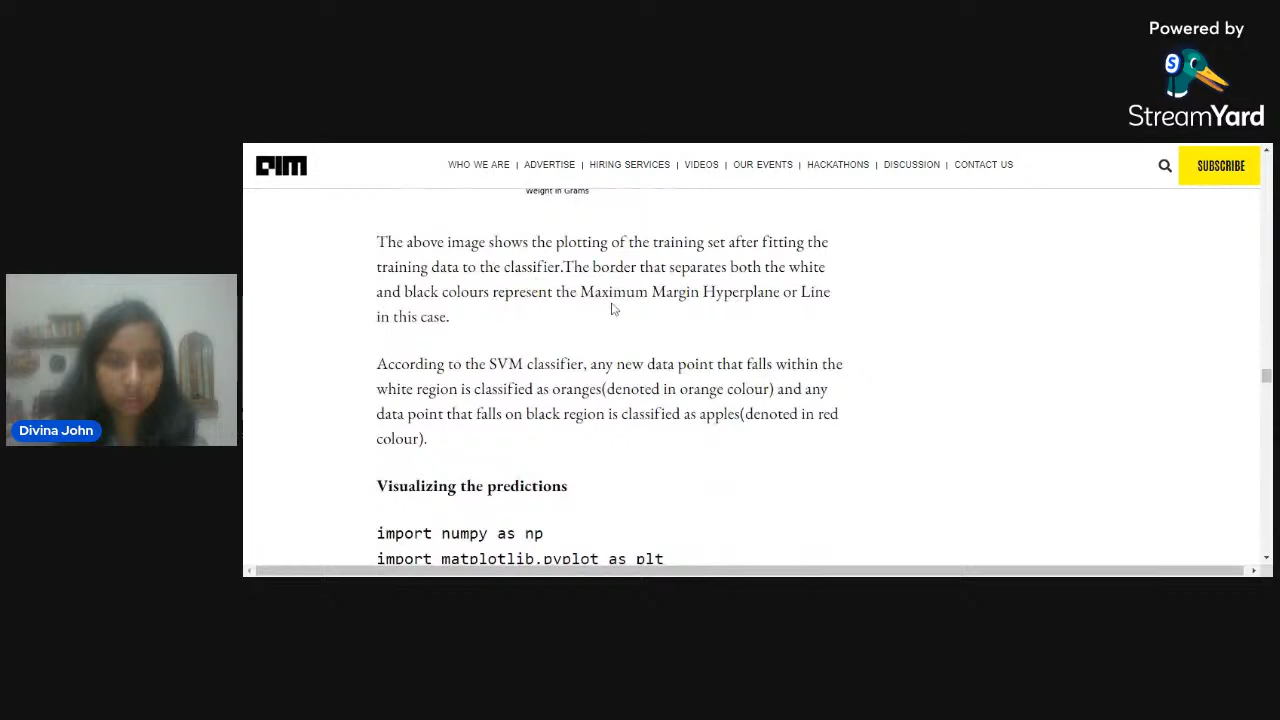 Powered by
S
StreamYard
AIM
WHO WE ARE | ADVERTISE | HIRING SERVICES | VIDEOS | OUR EVENTS | HACKATHONS | DISCUSSION | CONTACT US
SUBSCRIBE
Weight In Grams
The above image shows the plotting of the training set after fitting the
training data to the classifier.The border that separates both the white
and black colours represent the Maximum Margin Hyperplane or Line
in this case.
According to the SVM classifier, any new data point that falls within the
white region is classified as oranges(denoted in orange colour) and any
data point that falls on black region is classified as apples(denoted in red
colour).
Visualizing the predictions
import numpy as np
import matplotlib.pyplot as plt
Divina John